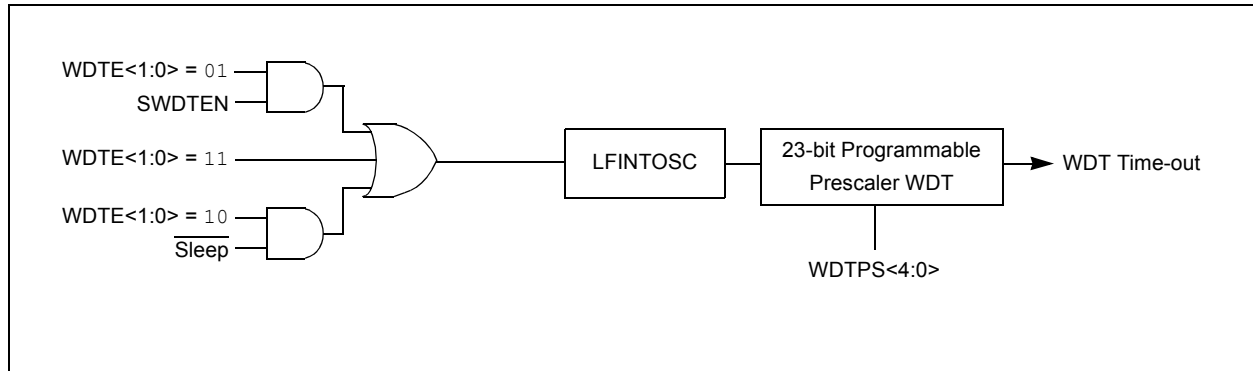 WDTE<1:0> = 01
SWDTEN
WDTE<1:0> = 11
WDTE<1:0> = 10
Sleep
LFINTOSC
23-bit Programmable
Prescaler WDT
WDT Time-out
WDTPS<4:0>